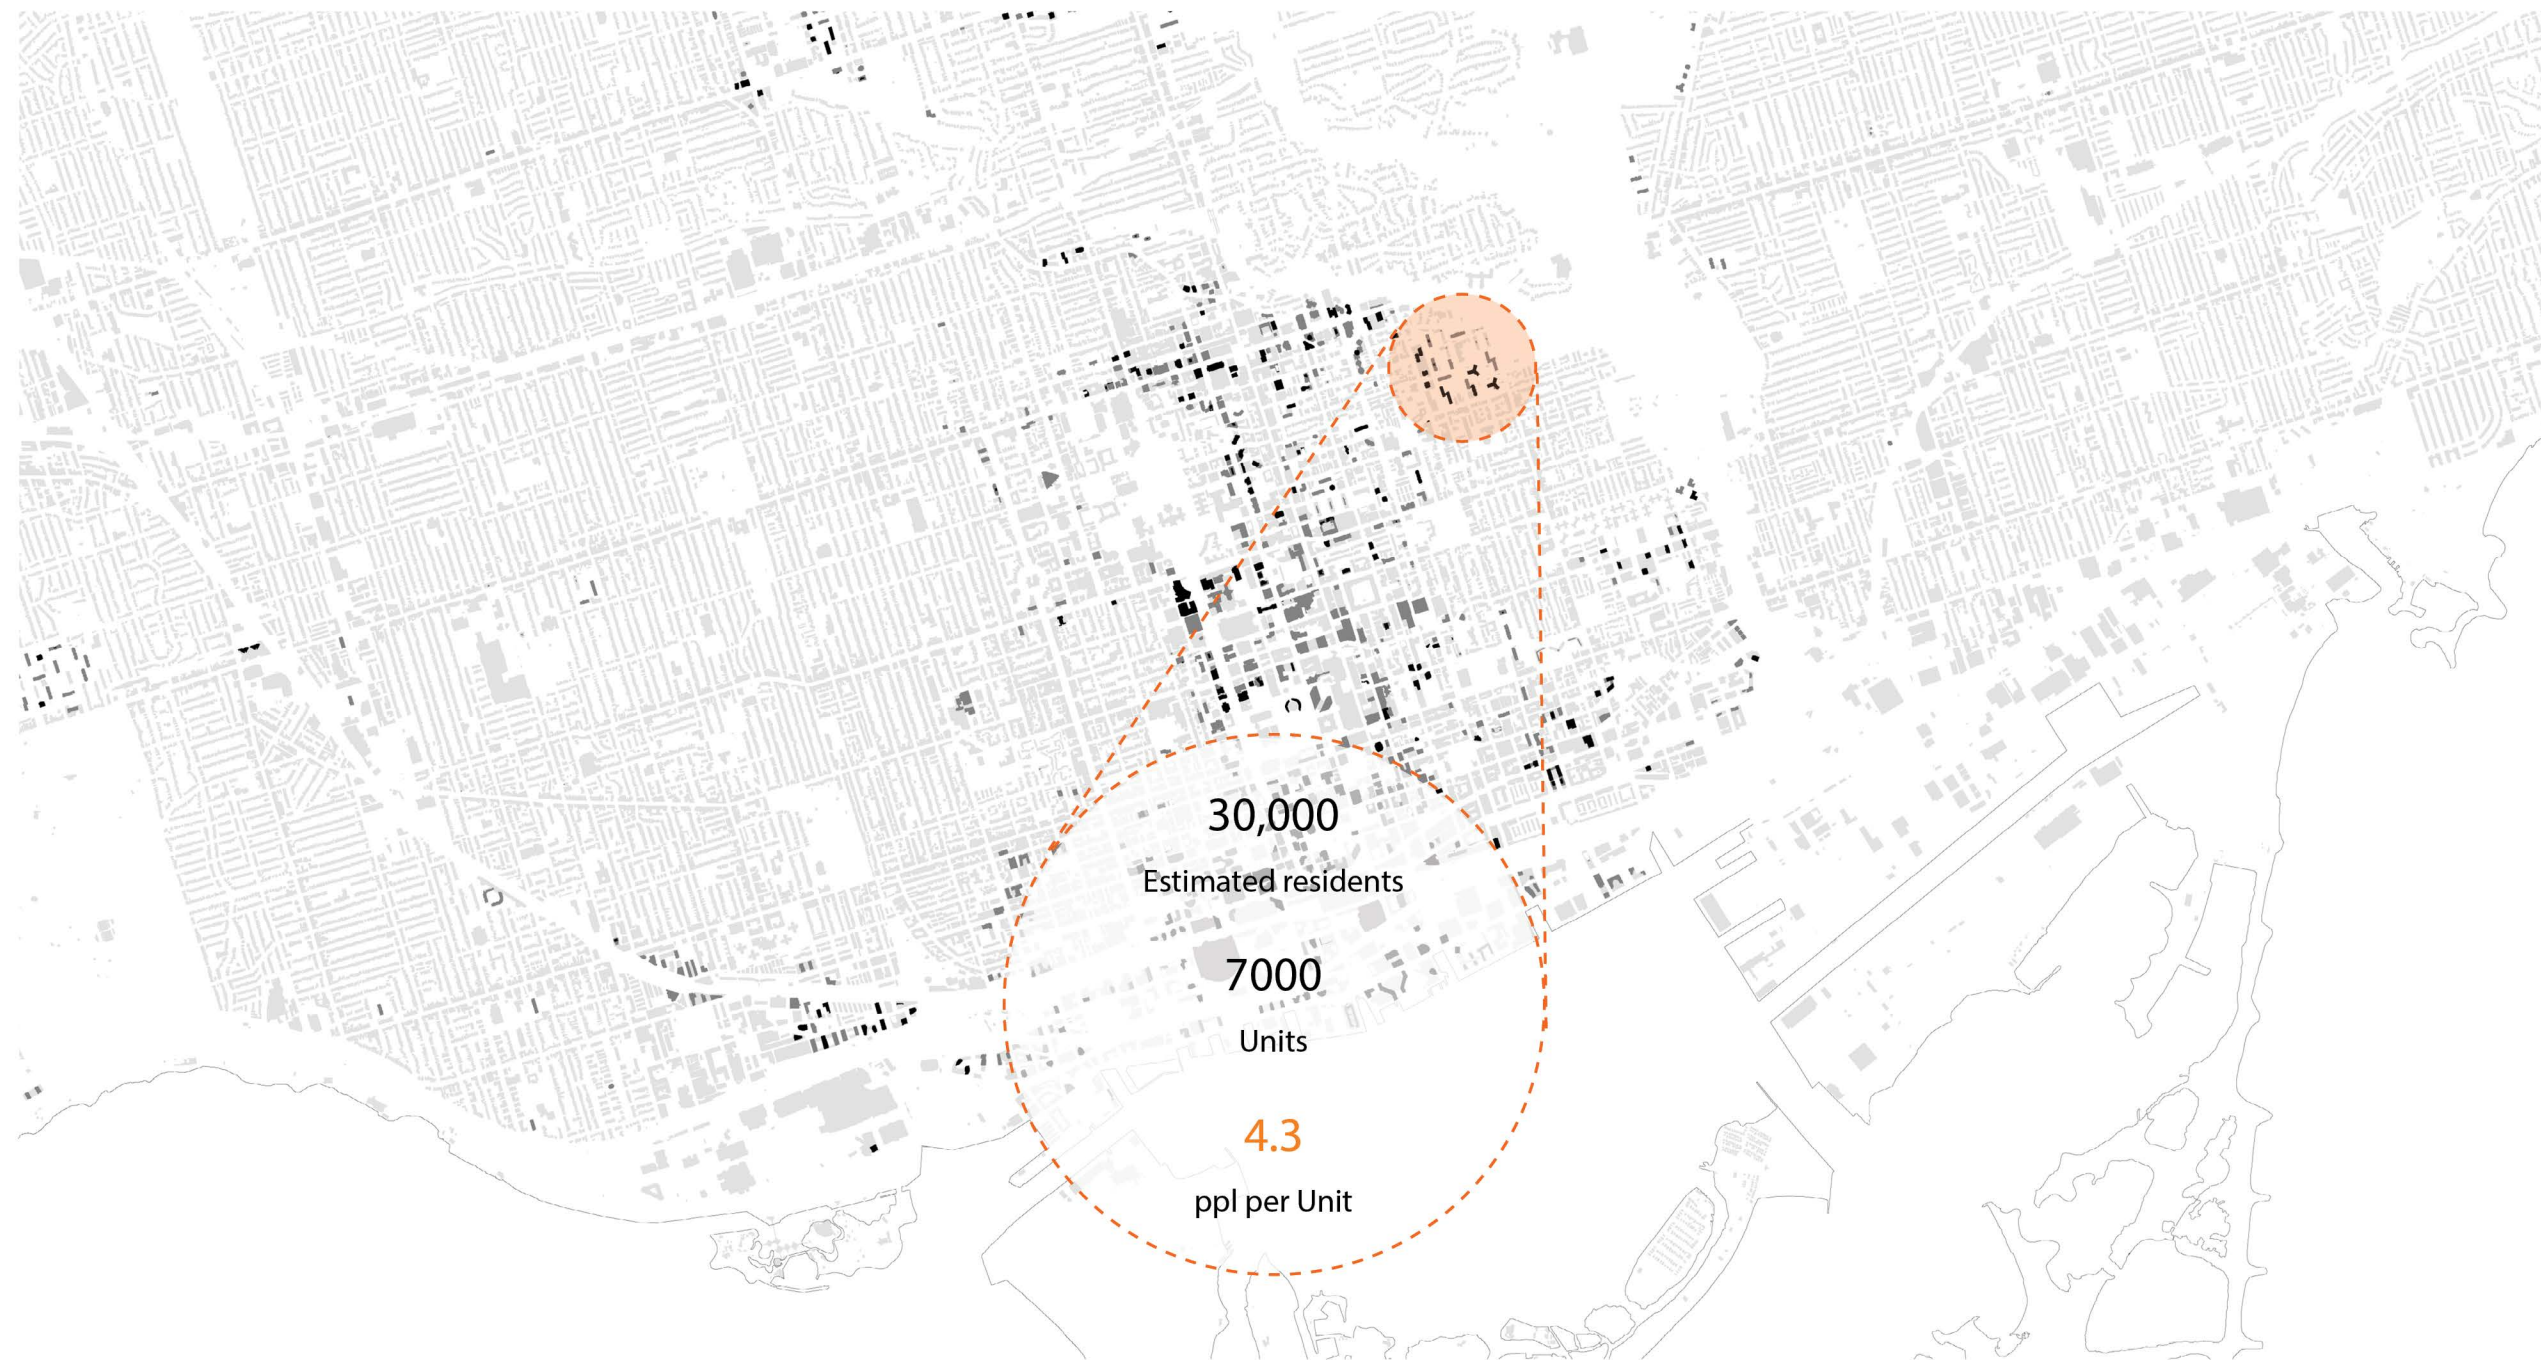 30,000
Estimated residents
7000
Units
4.3
ppl per Unit